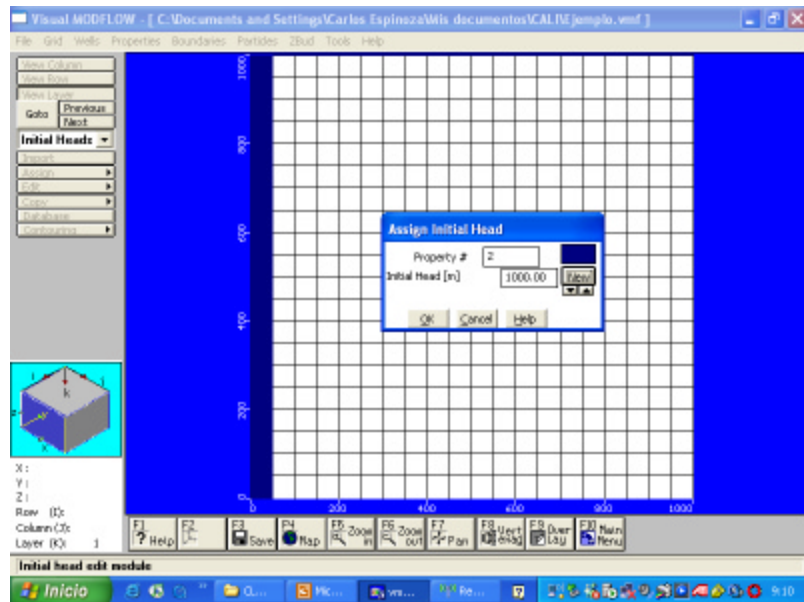 Visual MODFLOW - [ C:\Documents and Settings\Carlos Espinoza\Mis documentos\CALI\Ejemplo.vmf ]
File Grid Wells Properties Boundaries Particles ZBud Tools Help
View Column
View Row
View Layer
Goto
Previous
Next
Initial Heads
Import
Assign
Edit
Copy
Database
Contouring
1000
800
600
400
200
0
Assign Initial Head
Property # 2
Initial Head [m] 1000.00 New
OK Cancel Help
0 200 400 600 800 1000
k
X :
Y :
Z :
Row (I):
Column (J):
Layer (K): 1
F1 Help
F2
F3 Save
F4 Map
F5 Zoom in
F6 Zoom out
F7 Pan
F8 Vert exag
F9 Over lay
F10 Main Menu
Initial head edit module
Inicio
9:10